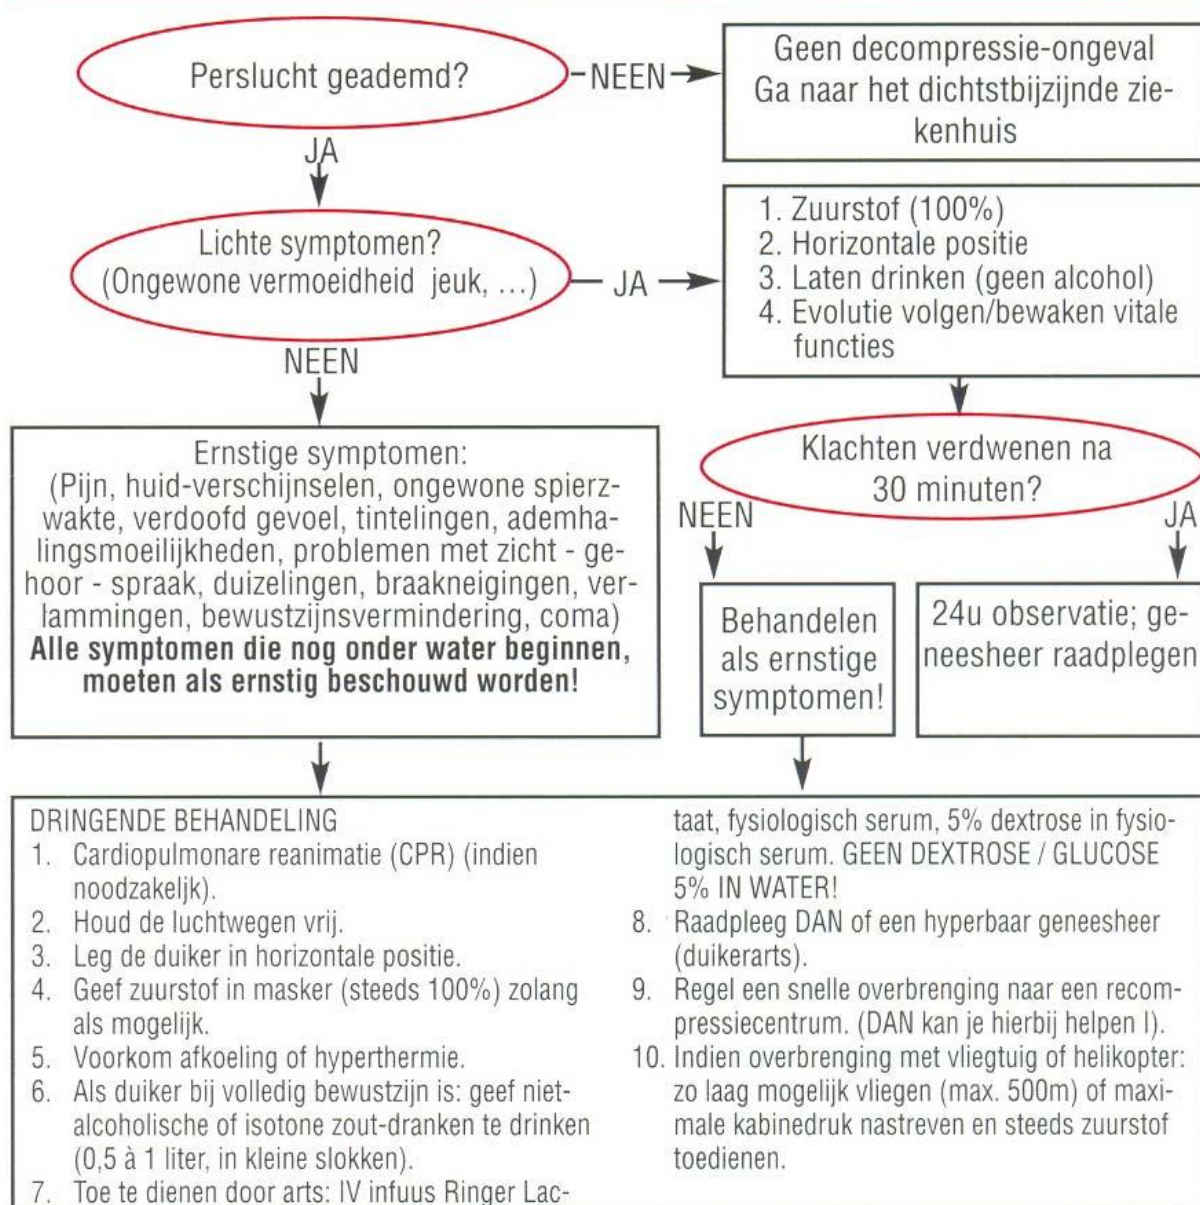 Perslucht geademd?
NEEN
Geen decompressie-ongeval
Ga naar het dichtstbijzijnde zie-
kenhuis
JA
Lichte symptomen?
(Ongewone vermoeidheid jeuk, ...)
JA
1. Zuurstof (100%)
2. Horizontale positie
3. Laten drinken (geen alcohol)
4. Evolutie volgen/bewaken vitale
functies
NEEN
Ernstige symptomen:
(Pijn, huid-verschijnselen, ongewone spierz-
wakte, verdoofd gevoel, tintelingen, ademha-
lingsmoeilijkheden, problemen met zicht - ge-
hoor - spraak, duizelingen, braakneigingen, ver-
lammingen, bewustzijnsvermindering, coma)
Alle symptomen die nog onder water beginnen,
moeten als ernstig beschouwd worden!
Klachten verdwenen na
30 minuten?
NEEN
JA
Behandelen
als ernstige
symptomen!
24u observatie; ge-
neesheer raadplegen
DRINGENDE BEHANDELING
1. Cardiopulmonare reanimatie (CPR) (indien
noodzakeljk).
2. Houd de luchtwegen vrij.
3. Leg de duiker in horizontale positie.
4. Geef zuurstof in masker (steeds 100%) zolang
als mogelijk.
5. Voorkom afkoeling of hyperthermie.
6. Als duiker bij volledig bewustzijn is: geef niet-
alcoholische of isotone zout-dranken te drinken
(0,5 à 1 liter, in kleine slokken).
7. Toe te dienen door arts: IV infuus Ringer Lac-
taat, fysiologisch serum, 5% dextrose in fysio-
logisch serum. GEEN DEXTROSE / GLUCOSE
5% IN WATER!
8. Raadpleeg DAN of een hyperbaar geneesheer
(duikerarts).
9. Regel een snelle overbrenging naar een recom-
pressiecentrum. (DAN kan je hierbij helpen I).
10. Indien overbrenging met vliegtuig of helikopter:
zo laag mogelijk vliegen (max. 500m) of maxi-
male kabinedruk nastreven en steeds zuurstof
toedienen.